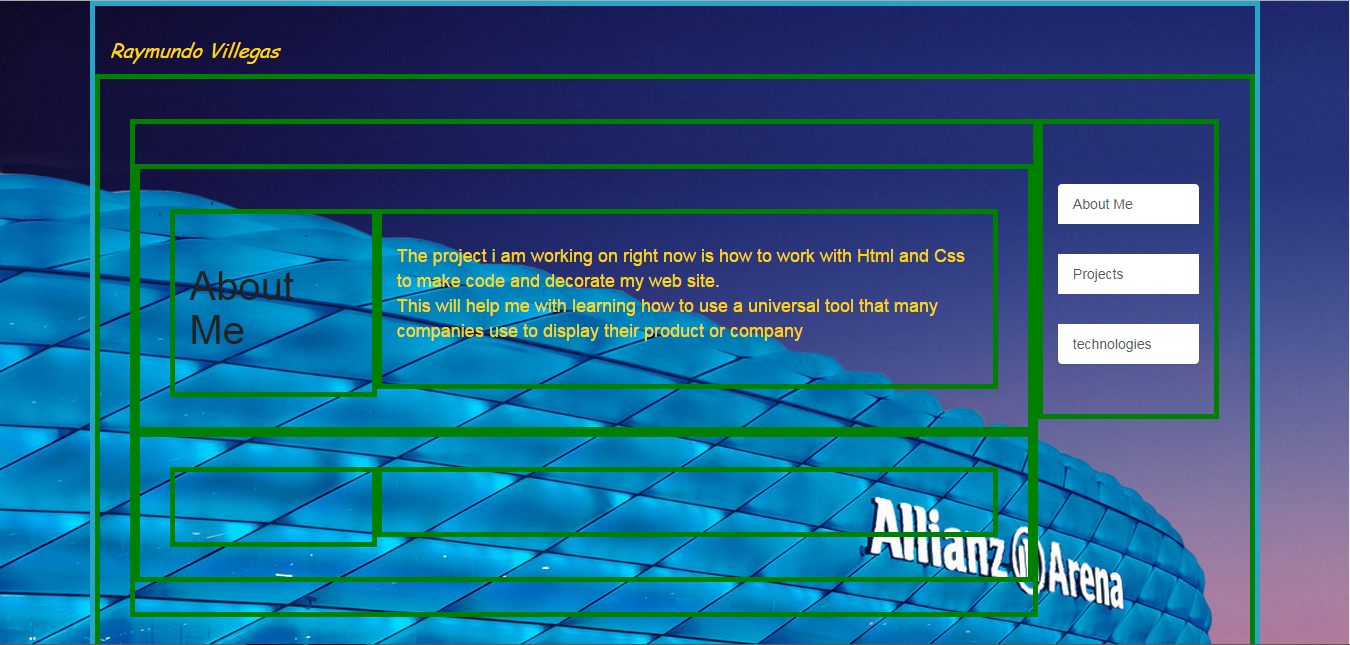 Raymundo Villegas
About Me
The project i am working on right now is how to work with Html and Css
to make code and decorate my web site.
This will help me with learning how to use a universal tool that many
companies use to display their product or company
About
Me
Projects
technologies
Allianz Arena